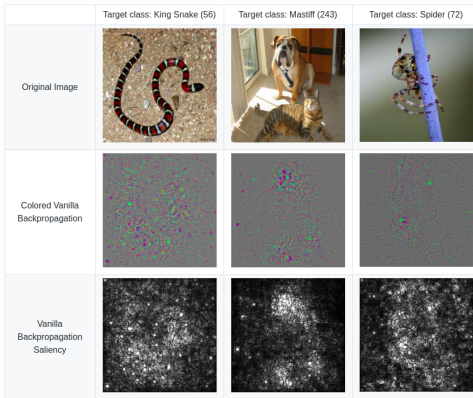 Target class: King Snake (56)
Target class: Mastiff (243)
Target class: Spider (72)
Original Image
Colored Vanilla
Backpropagation
Vanilla
Backpropagation
Saliency